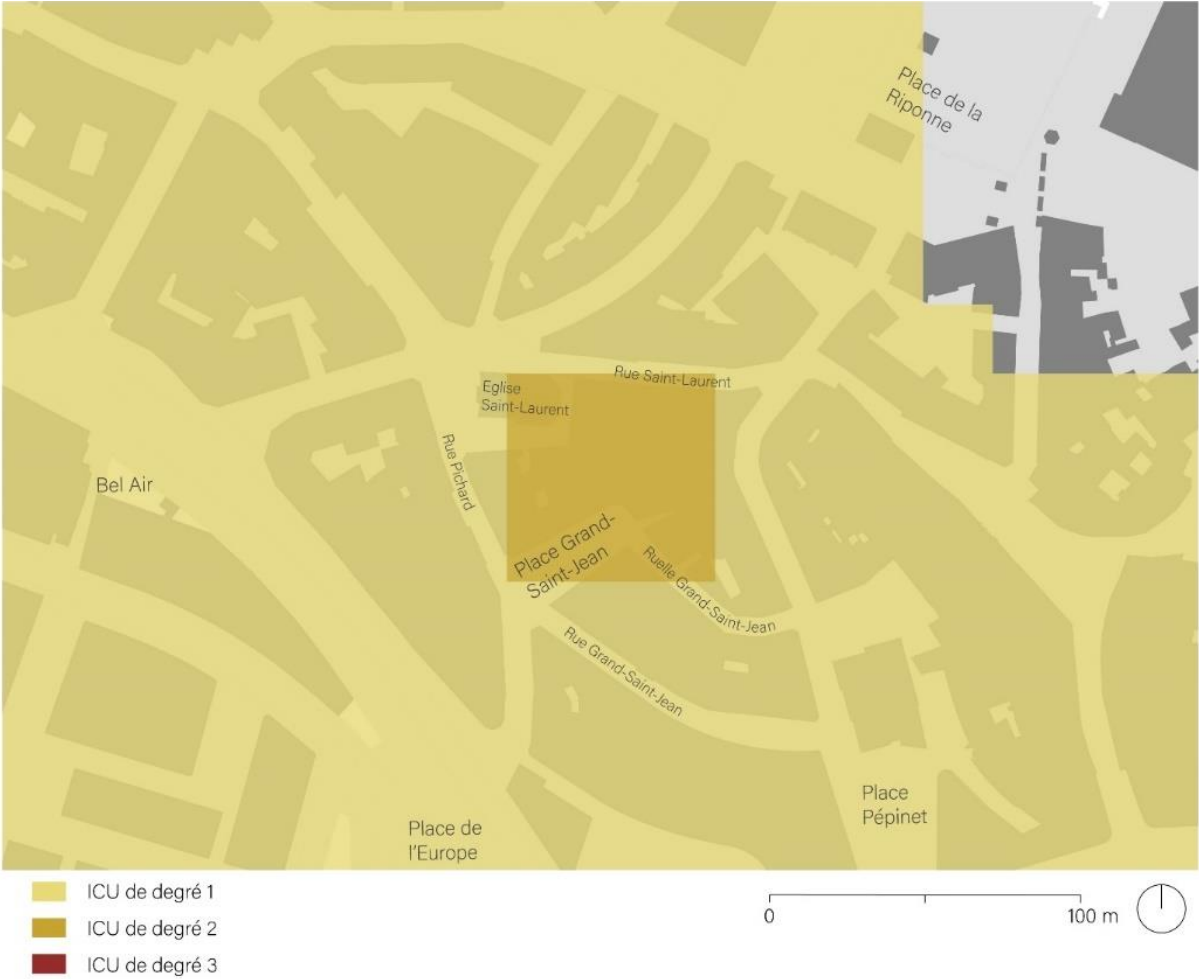 Place de la
Riponne
Rue Saint-Laurent
Eglise
Saint-Laurent
Rue Pichard
Bel Air
Place Grand-
Saint-Jean
Ruelle Grand-Saint-Jean
Rue Grand-Saint-Jean
Place
Pépinet
Place de
l'Europe
ICU de degré 1
ICU de degré 2
ICU de degré 3
0
100 m